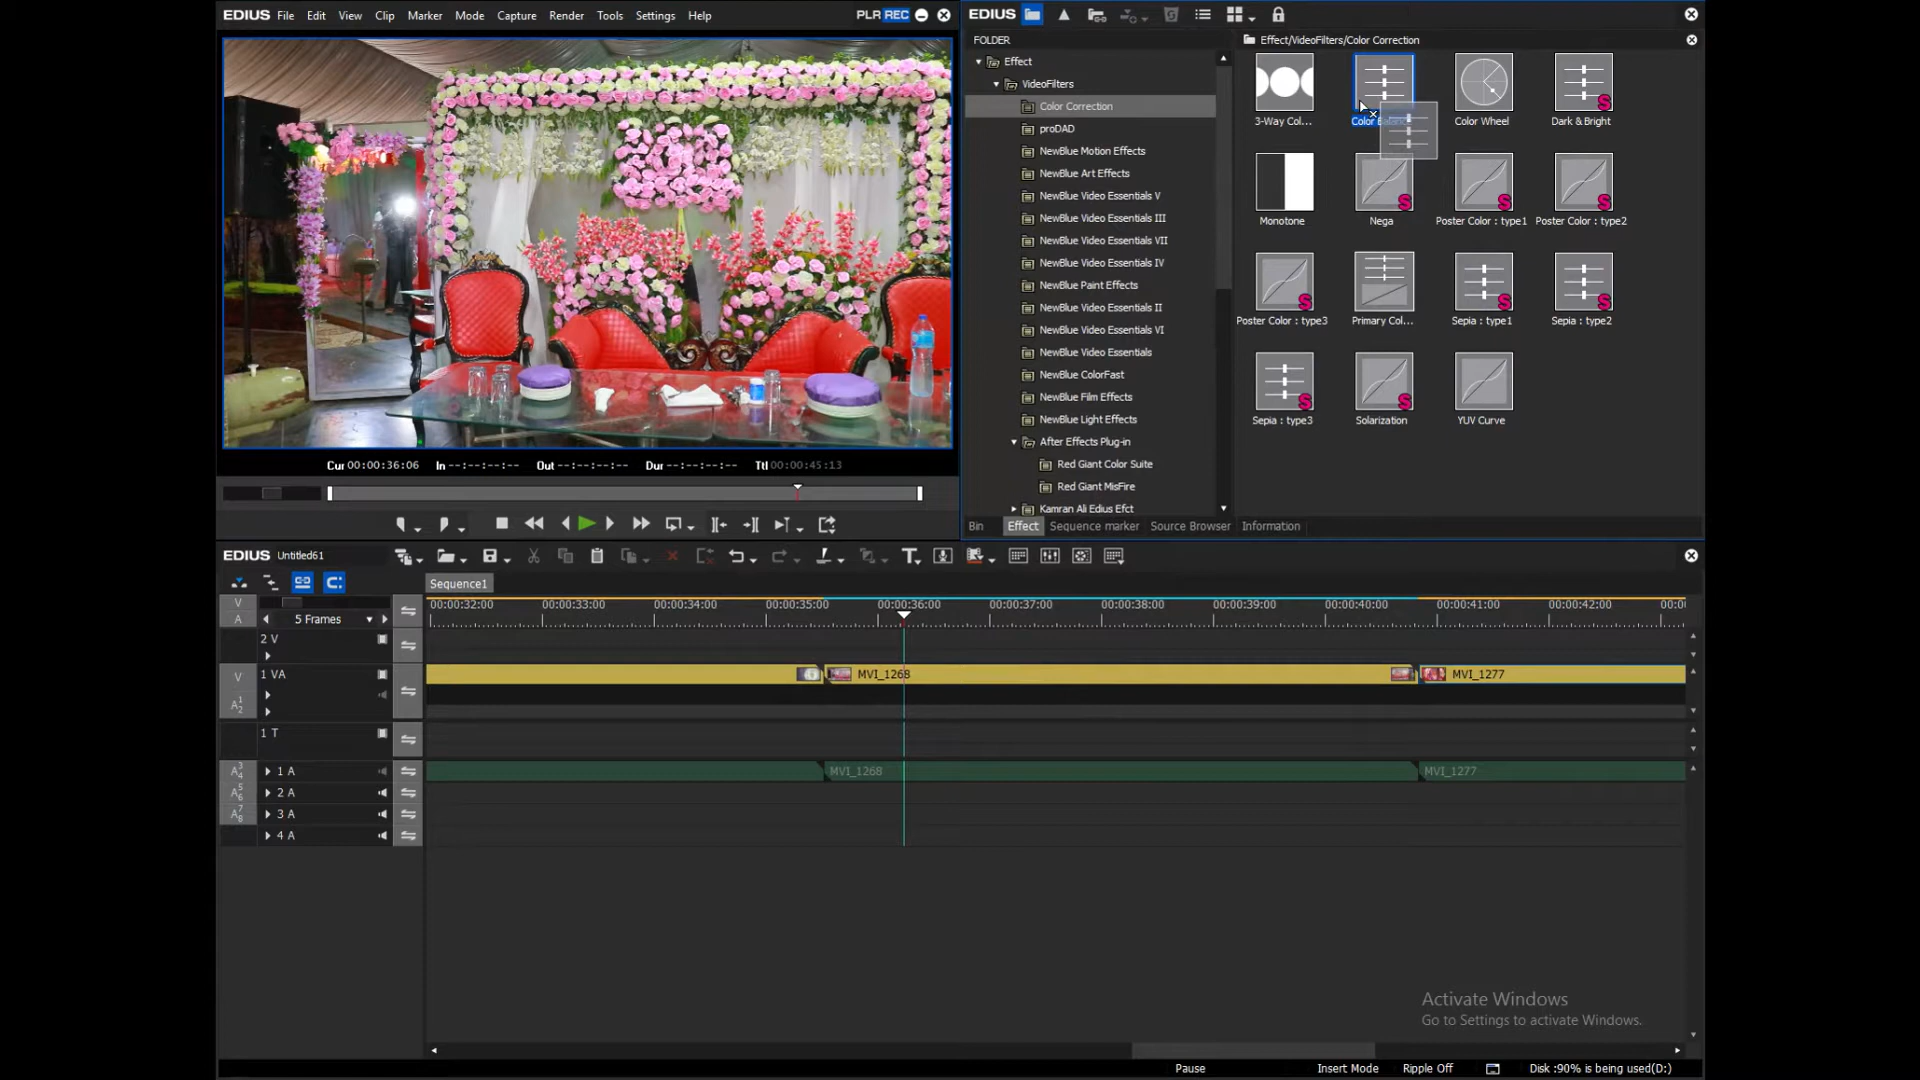 EDIUS File Edit View Clip Marker Mode Capture Render Tools Settings Help PLR REC
Cur 00:00:36:06 In --:--:--:-- Out --:--:--:-- Dur --:--:--:-- Ttl 00:00:45:13
EDIUS
FOLDER
Effect
VideoFilters
Color Correction
proDAD
NewBlue Motion Effects
NewBlue Art Effects
NewBlue Video Essentials V
NewBlue Video Essentials III
NewBlue Video Essentials VII
NewBlue Video Essentials IV
NewBlue Paint Effects
NewBlue Video Essentials II
NewBlue Video Essentials VI
NewBlue Video Essentials
NewBlue ColorFast
NewBlue Film Effects
NewBlue Light Effects
After Effects Plug-in
Red Giant Color Suite
Red Giant MisFire
Kamran Ali Edius Efct
Effect/VideoFilters/Color Correction
3-Way Col... Color Color Wheel Dark & Bright
S
Monotone Nega Poster Color : type1 Poster Color : type2
S S S
Poster Color : type3 Primary Col... Sepia : type1 Sepia : type2
S S S
Sepia : type3 Solarization YUV Curve
S S
Bin Effect Sequence marker Source Browser Information
EDIUS Untitled61
Sequence1
V
A
5 Frames
00:00:32:00 00:00:33:00 00:00:34:00 00:00:35:00 00:00:36:00 00:00:37:00 00:00:38:00 00:00:39:00 00:00:40:00 00:00:41:00 00:00:42:00 00:00
2 V
V 1 VA MVI_1268 MVI_1277
A12
1 T
A34 1 A MVI_1268 MVI_1277
A56 2 A
A78 3 A
4 A
Activate Windows
Go to Settings to activate Windows.
Pause Insert Mode Ripple Off Disk :90% is being used(D:)